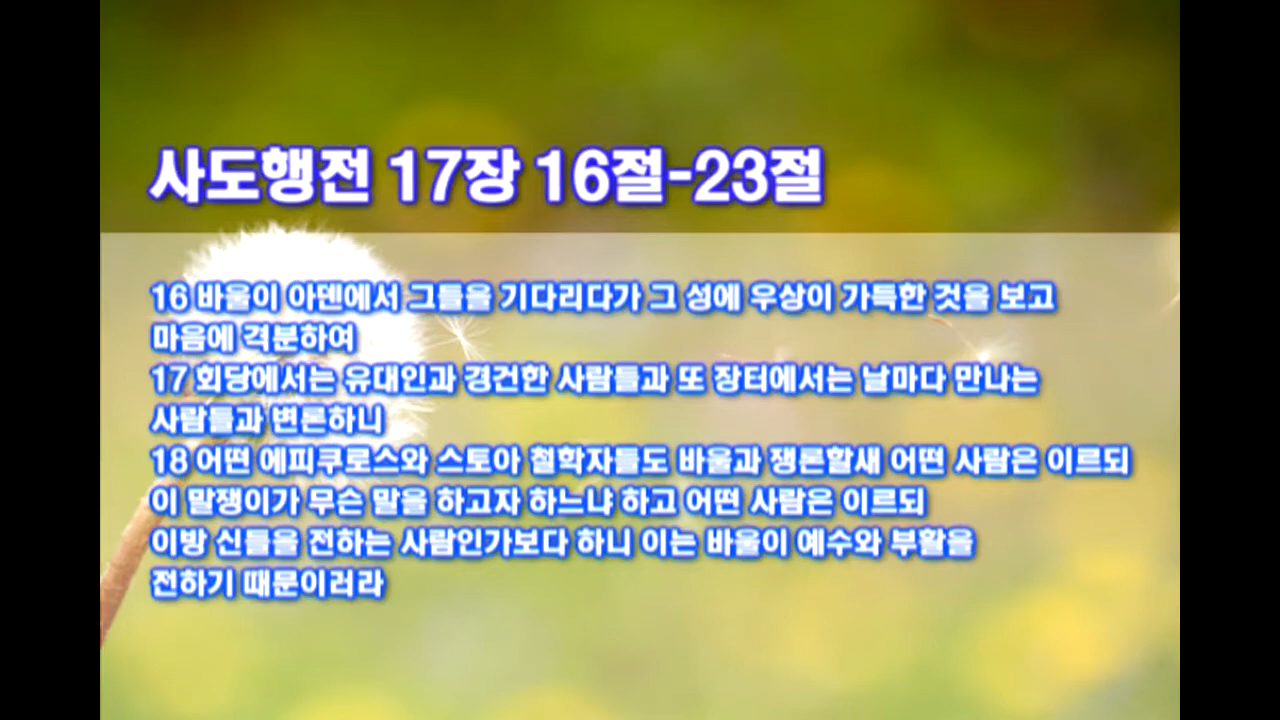 사도행전 17장 16절-23절
16 바울이 아덴에서 그들을 기다리다가 그 성에 우상이 가득한 것을 보고
마음에 격분하여
17 회당에서는 유대인과 경건한 사람들과 또 장터에서는 날마다 만나는
사람들과 변론하니
18 어떤 에피쿠로스와 스토아 철학자들도 바울과 쟁론할새 어떤 사람은 이르되
이 말쟁이가 무슨 말을 하고자 하느냐 하고 어떤 사람은 이르되
이방 신들을 전하는 사람인가보다 하니 이는 바울이 예수와 부활을
전하기 때문이러라